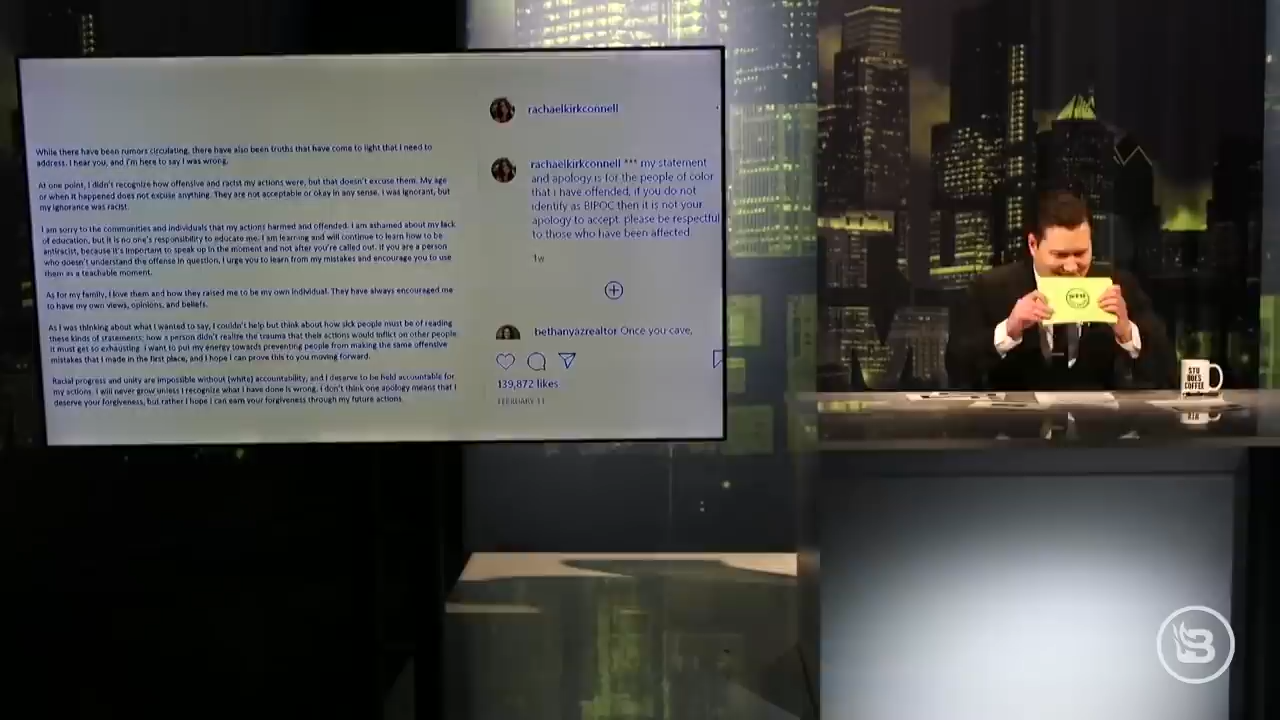 While there have been rumors circulating, there have also been truths that have come to light that I need to
address. I hear you, and I'm here to say I was wrong.
At one point, I didn't recognize how offensive and racist my actions were, but that doesn't excuse them. My age
or when it happened does not excuse anything. They are not acceptable or okay in any sense. I was ignorant, but
my ignorance was racist.
I am sorry to the communities and individuals that my actions harmed and offended. I am ashamed about my lack
of education, but it is no one's responsibility to educate me. I am learning and will continue to learn how to be
antiracist, because it's important to speak up in the moment and not after you're called out. If you are a person
who doesn't understand the offense in question, I urge you to learn from my mistakes and encourage you to use
them as a teachable moment.
As for my family, I love them and how they raised me to be my own individual. They have always encouraged me
to have my own views, opinions, and beliefs.
As I was thinking about what I wanted to say, I couldn't help but think about how sick people must be of reading
these kinds of statements; how a person didn't realize the trauma that their actions would inflict on other people.
It must get so exhausting. I want to put my energy towards preventing people from making the same offensive
mistakes that I made in the first place, and I hope I can prove this to you moving forward.
Racial progress and unity are impossible without (white) accountability, and I deserve to be held accountable for
my actions. I will never grow unless I recognize what I have done is wrong. I don't think one apology means that I
deserve your forgiveness, but rather I hope I can earn your forgiveness through my future actions.
rachaelkirkconnell
rachaelkirkconnell *** my statement
and apology is for the people of color
that i have offended, if you do not
identify as BIPOC then it is not your
apology to accept. please be respectful
to those who have been affected
1w
bethanyazrealtor Once you cave,
139,872 likes
FEBRUARY 11
STU
DOES
COFFEE
B